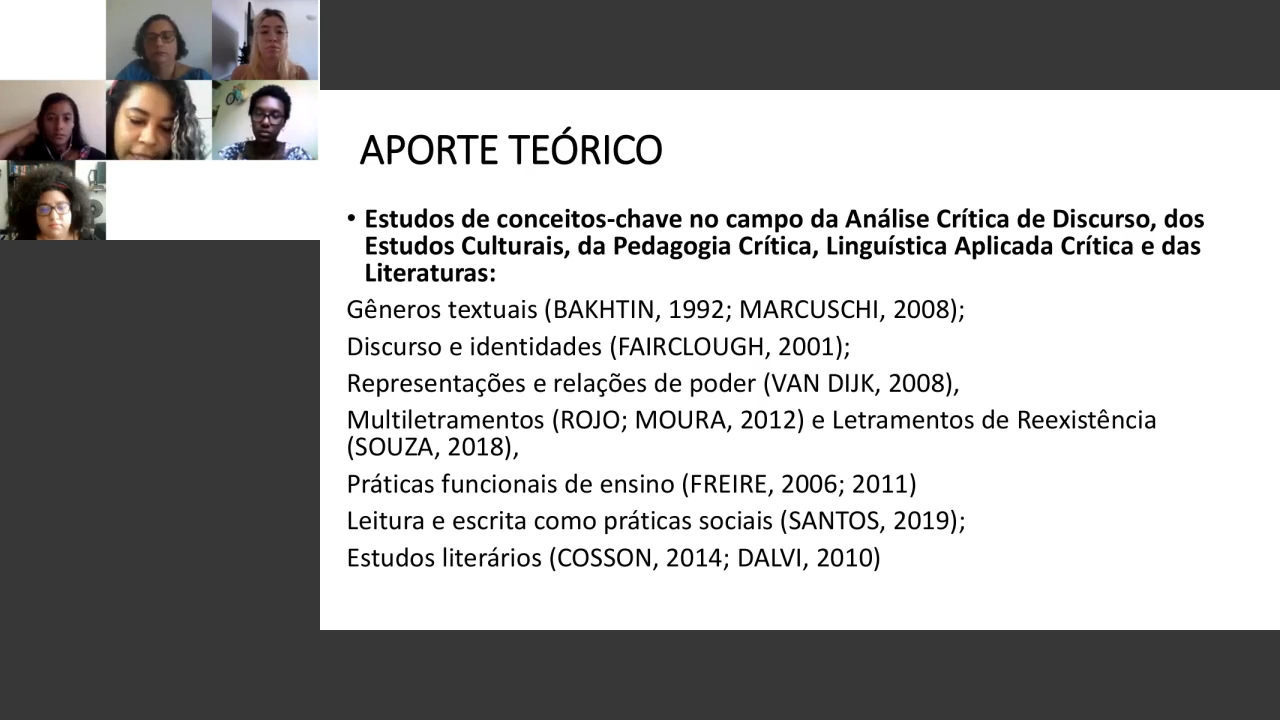 APORTE TEÓRICO
• Estudos de conceitos-chave no campo da Análise Crítica de Discurso, dos
Estudos Culturais, da Pedagogia Crítica, Linguística Aplicada Crítica e das
Literaturas:
Gêneros textuais (BAKHTIN, 1992; MARCUSCHI, 2008);
Discurso e identidades (FAIRCLOUGH, 2001);
Representações e relações de poder (VAN DIJK, 2008),
Multiletramentos (ROJO; MOURA, 2012) e Letramentos de Reexistência
(SOUZA, 2018),
Práticas funcionais de ensino (FREIRE, 2006; 2011)
Leitura e escrita como práticas sociais (SANTOS, 2019);
Estudos literários (COSSON, 2014; DALVI, 2010)